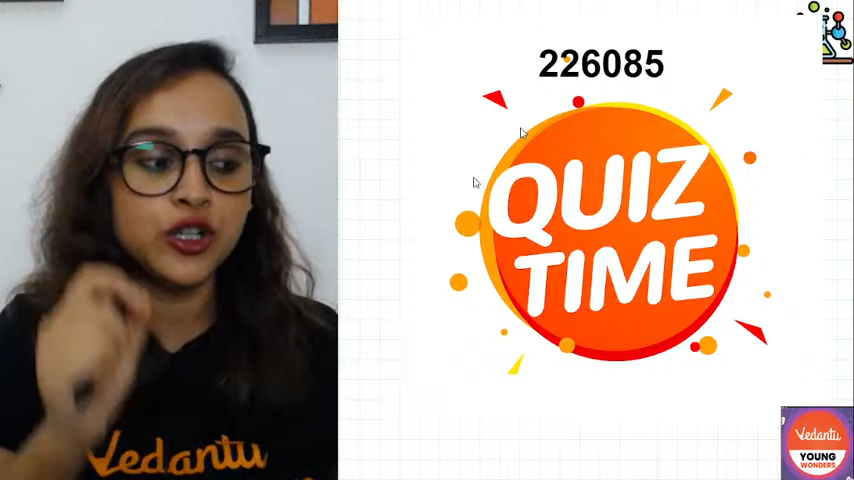 226085
QUIZ
TIME
Vedantu
Vedantu
YOUNG
WONDERS